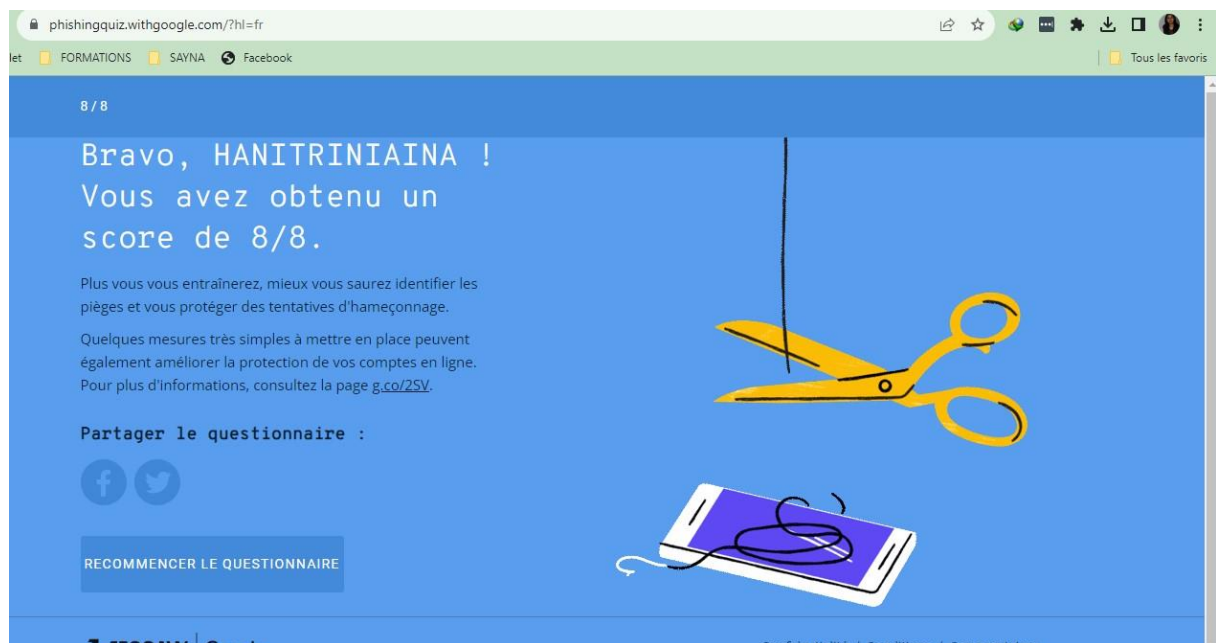 phishingquiz.withgoogle.com/?hl=fr
let FORMATIONS SAYNA Facebook Tous les favoris
8/8
Bravo, HANITRINIAINA !
Vous avez obtenu un
score de 8/8.
Plus vous vous entraînerez, mieux vous saurez identifier les
pièges et vous protéger des tentatives d'hameçonnage.
Quelques mesures très simples à mettre en place peuvent
également améliorer la protection de vos comptes en ligne.
Pour plus d'informations, consultez la page g.co/2SV.
Partager le questionnaire :
RECOMMENCER LE QUESTIONNAIRE